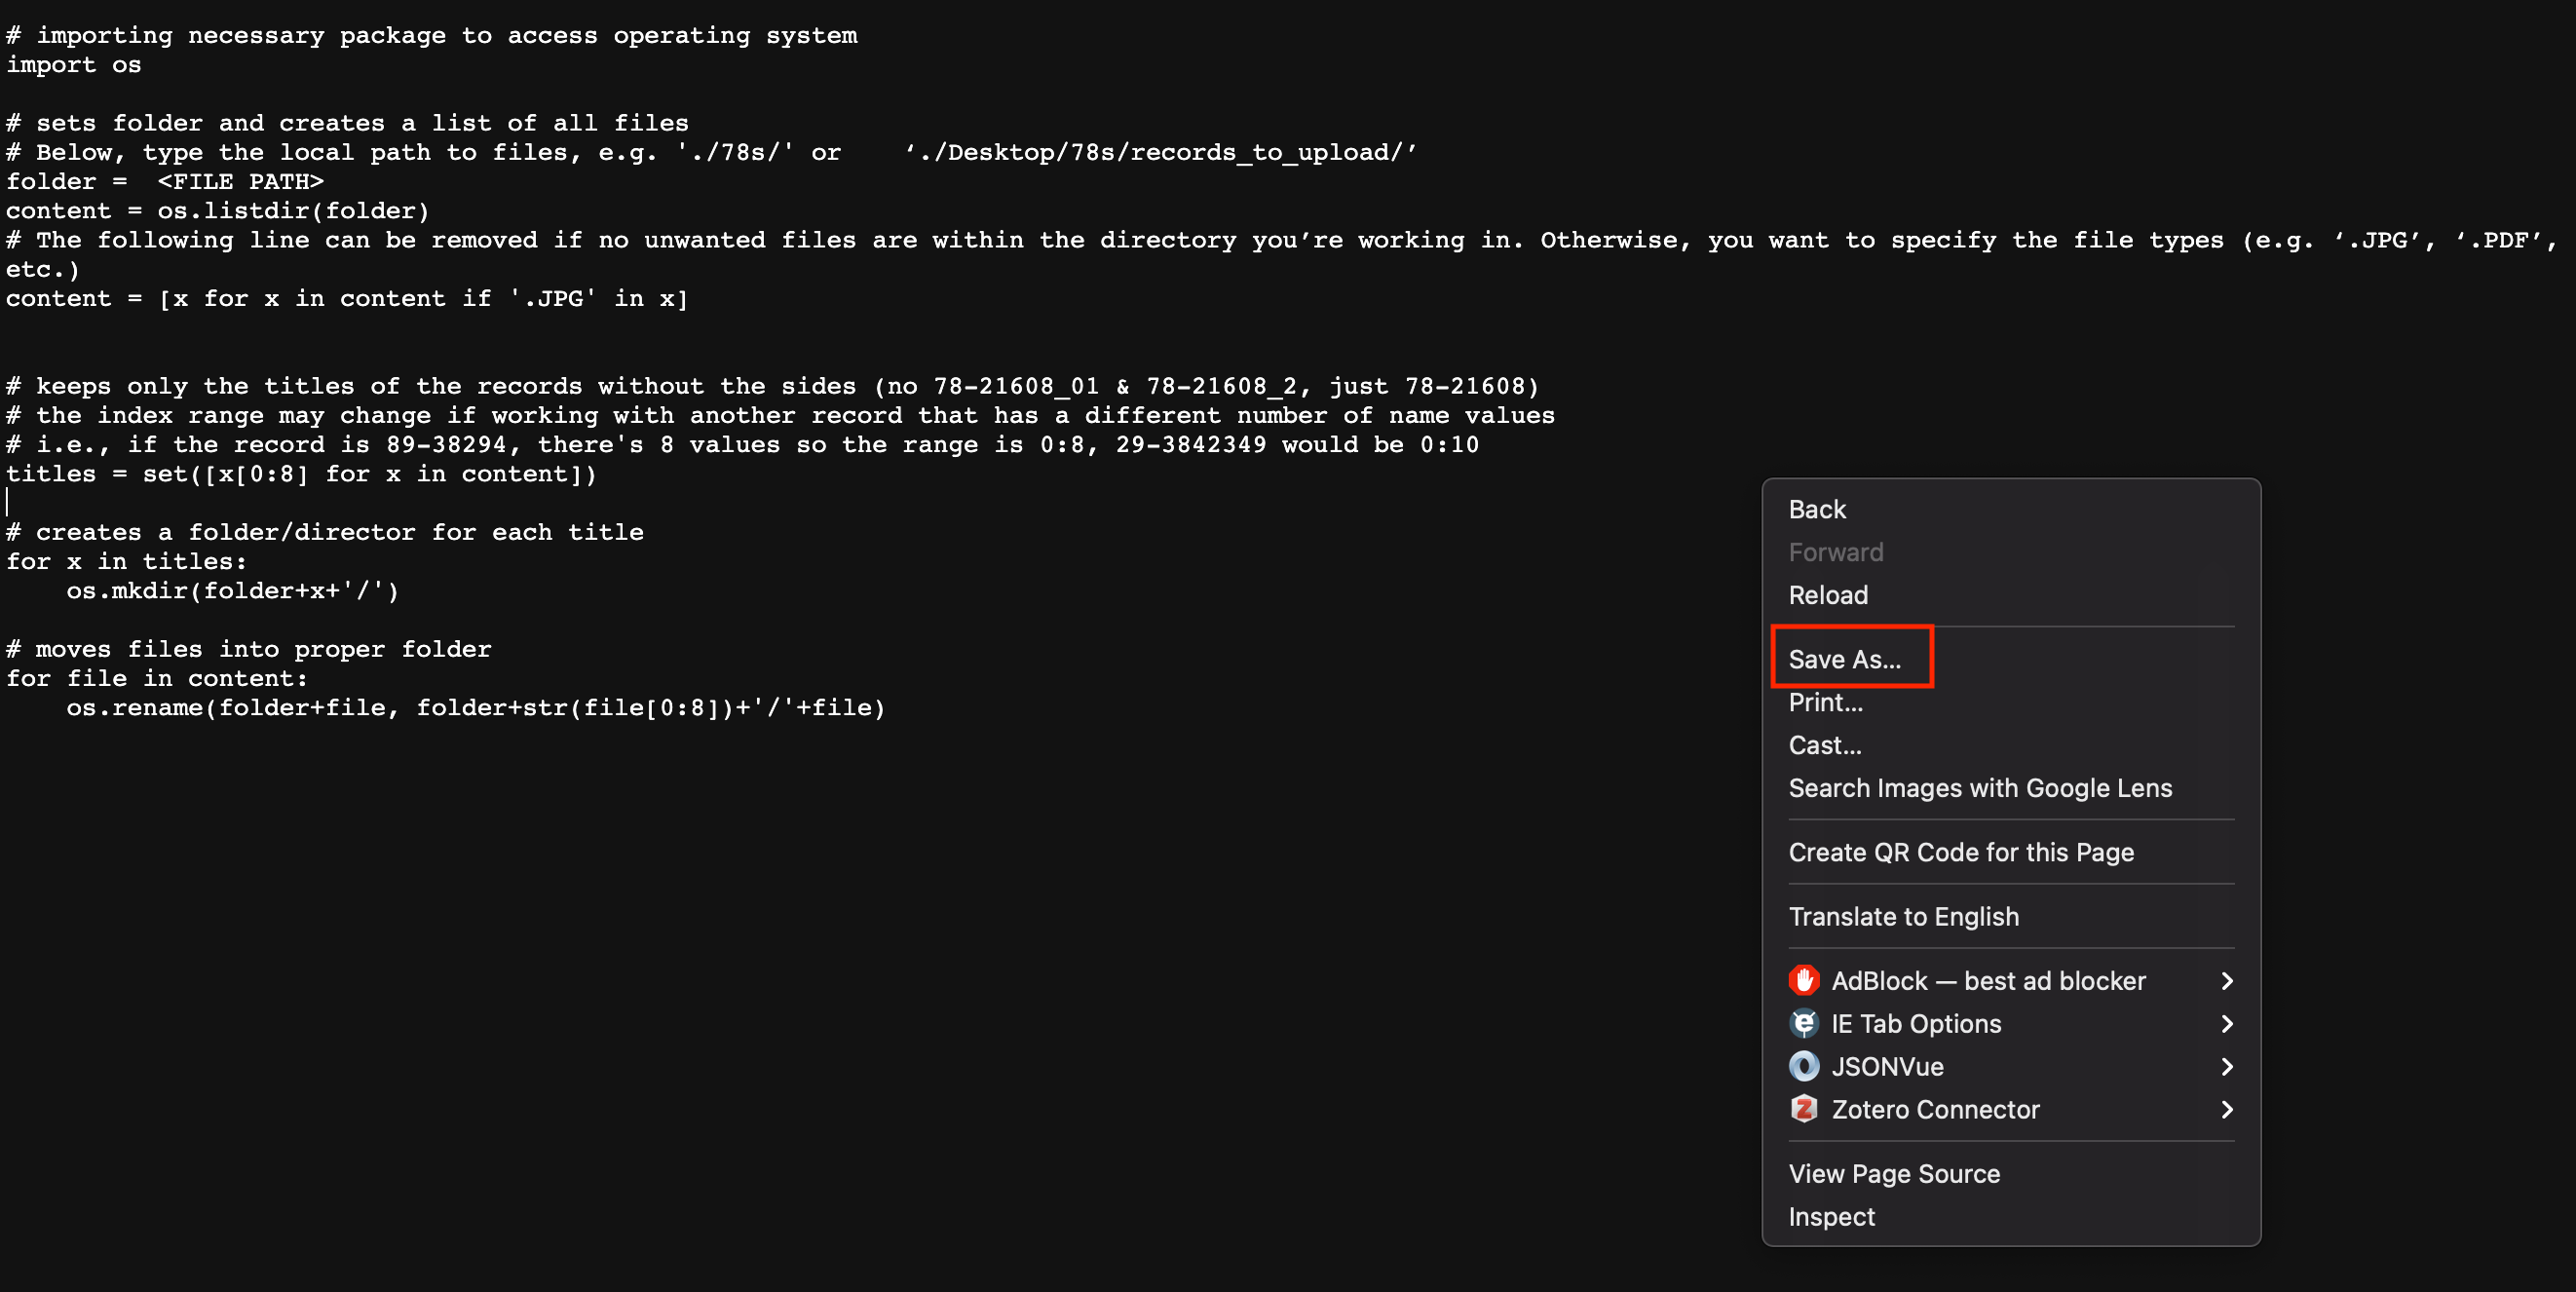 # importing necessary package to access operating system
import os
# sets folder and creates a list of all files
# Below, type the local path to files, e.g. './78s/' or    ‘./Desktop/78s/records_to_upload/’
folder =  <FILE PATH>
content = os.listdir(folder)
# The following line can be removed if no unwanted files are within the directory you’re working in. Otherwise, you want to specify the file types (e.g. ‘.JPG’, ‘.PDF’,
etc.)
content = [x for x in content if '.JPG' in x]
# keeps only the titles of the records without the sides (no 78-21608_01 & 78-21608_2, just 78-21608)
# the index range may change if working with another record that has a different number of name values
# i.e., if the record is 89-38294, there's 8 values so the range is 0:8, 29-3842349 would be 0:10
titles = set([x[0:8] for x in content])
# creates a folder/director for each title
for x in titles:
    os.mkdir(folder+x+'/')
# moves files into proper folder
for file in content:
    os.rename(folder+file, folder+str(file[0:8])+'/'+file)
Back
Forward
Reload
Save As...
Print...
Cast...
Search Images with Google Lens
Create QR Code for this Page
Translate to English
AdBlock — best ad blocker
IE Tab Options
JSONVue
Zotero Connector
View Page Source
Inspect